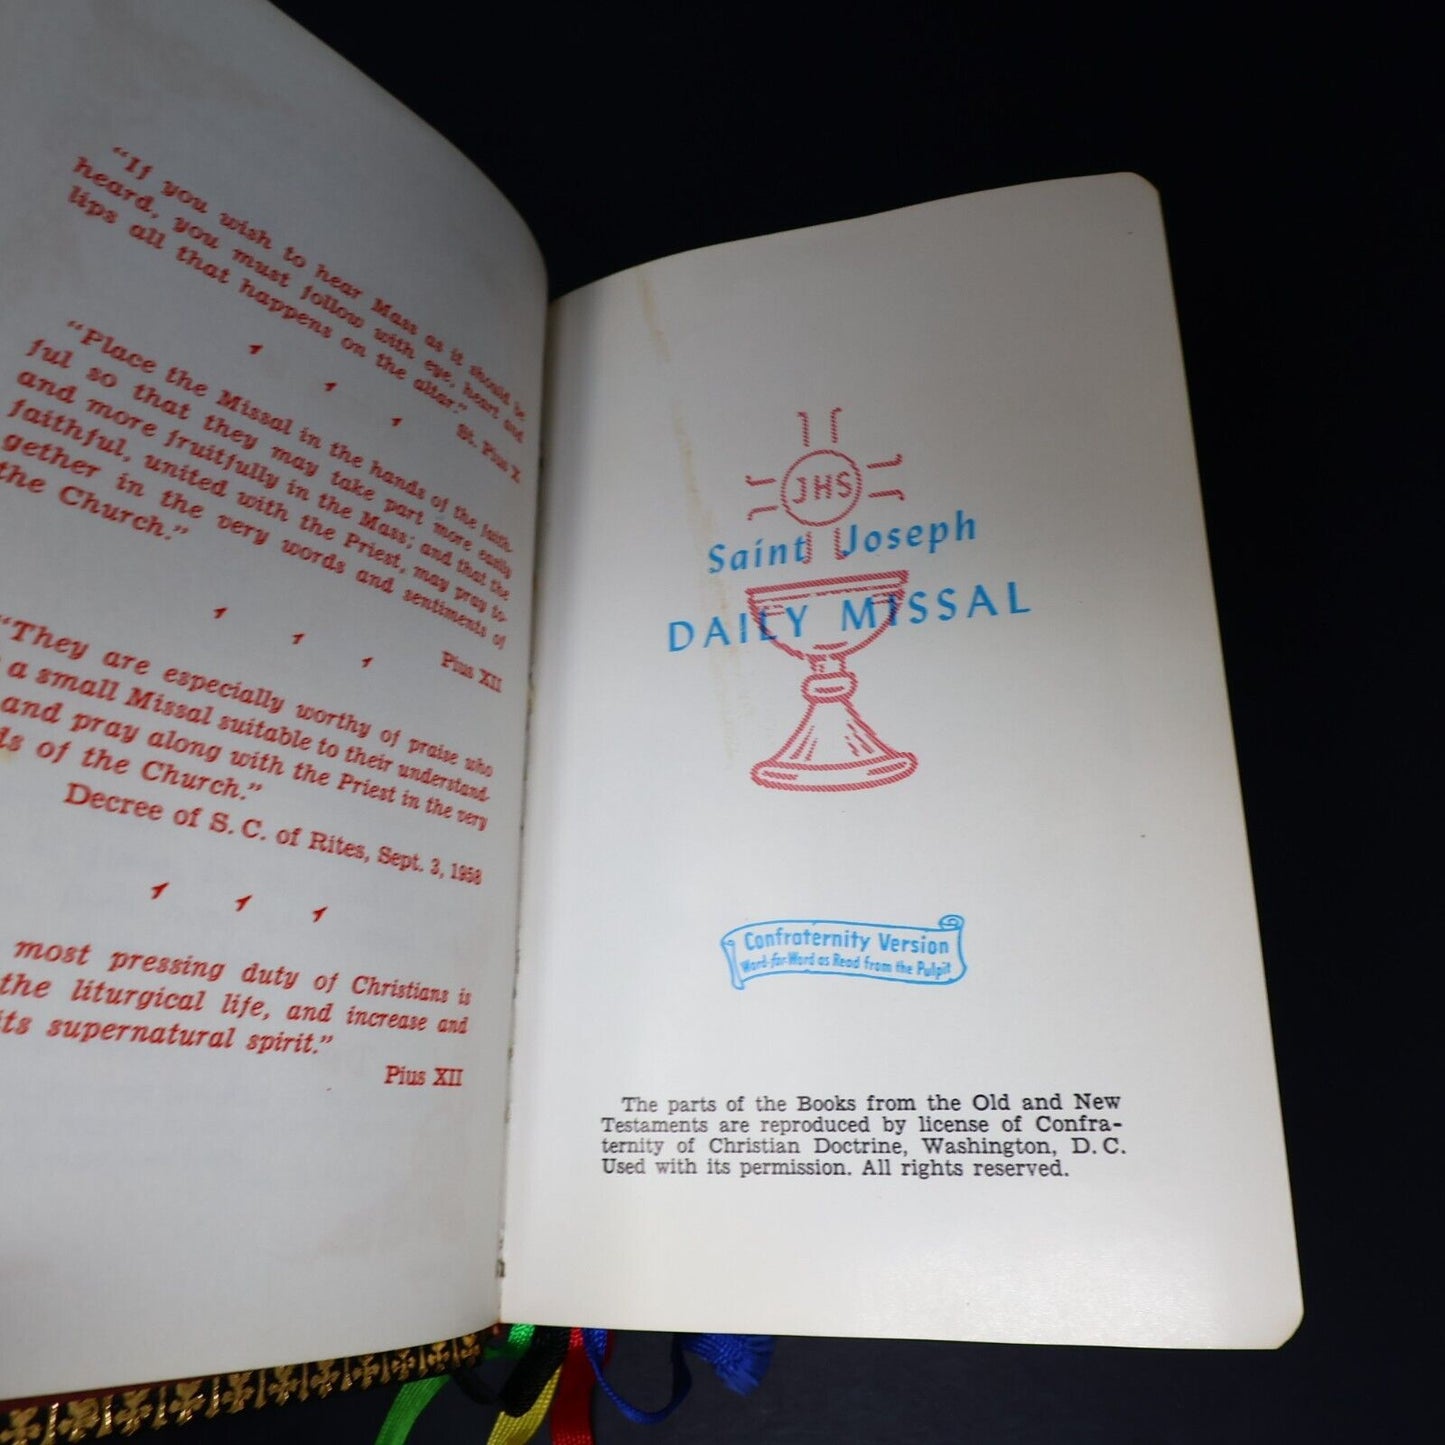 “If you wish to hear Mass as it should be
heard, you must follow with eye, heart and
lips all that happens on the altar.”
St. Pius X
“Place the Missal in the hands of the faith-
ful so that they may take part more easily
and more fruitfully in the Mass; and that the
faithful, united with the Priest, may pray to-
gether in the very words and sentiments of
the Church.”
Pius XII
“They are especially worthy of praise who
a small Missal suitable to their understand-
and pray along with the Priest in the very
of the Church.”
Decree of S. C. of Rites, Sept. 3, 1958
most pressing duty of Christians is
the liturgical life, and increase and
its supernatural spirit.”
Pius XII
JHS
Saint Joseph
DAILY MISSAL
Confraternity Version
Word-for-Word as Read from the Pulpit
The parts of the Books from the Old and New
Testaments are reproduced by license of Confra-
ternity of Christian Doctrine, Washington, D. C.
Used with its permission. All rights reserved.